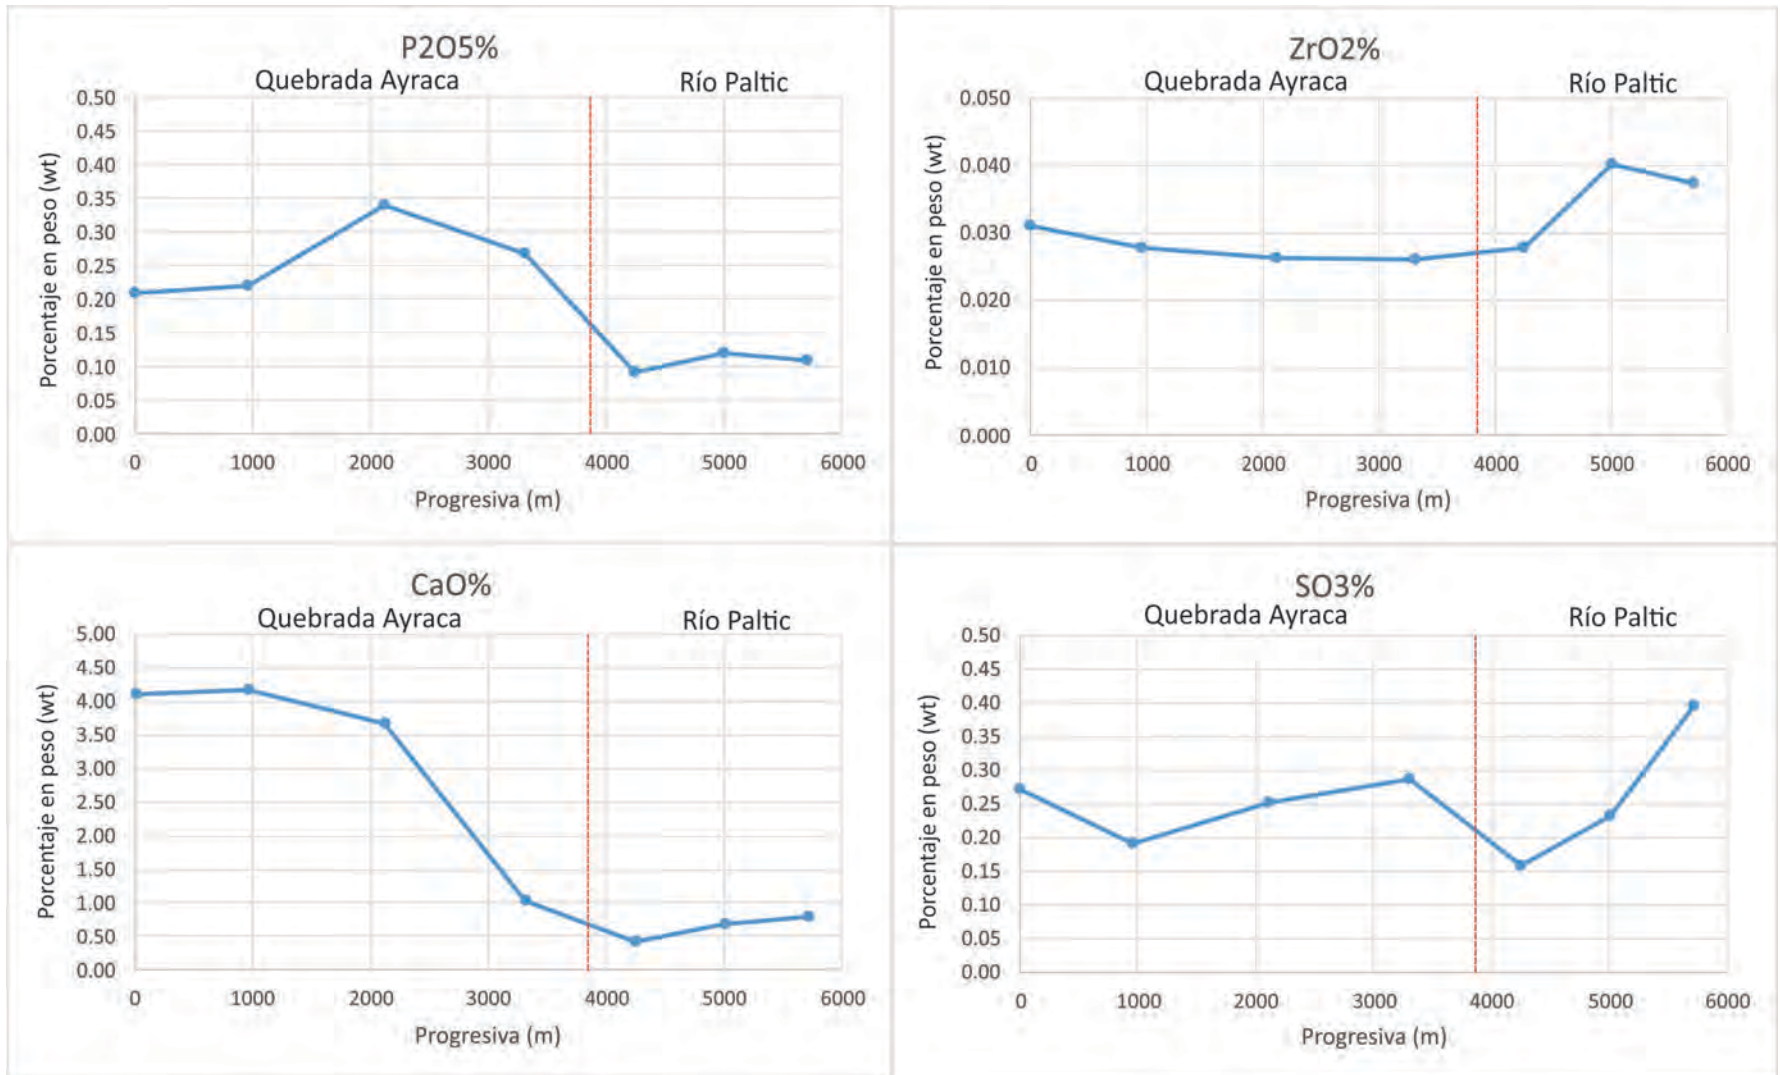 P2O5%
Quebrada Ayraca Río Paltic
0.50
0.45
0.40
0.35
0.30
0.25
0.20
0.15
0.10
0.05
0.00
Porcentaje en peso (wt)
0 1000 2000 3000 4000 5000 6000
Progresiva (m)
ZrO2%
Quebrada Ayraca Río Paltic
0.050
0.040
0.030
0.020
0.010
0.000
Porcentaje en peso (wt)
0 1000 2000 3000 4000 5000 6000
Progresiva (m)
CaO%
Quebrada Ayraca Río Paltic
5.00
4.50
4.00
3.50
3.00
2.50
2.00
1.50
1.00
0.50
0.00
Porcentaje en peso (wt)
0 1000 2000 3000 4000 5000 6000
Progresiva (m)
SO3%
Quebrada Ayraca Río Paltic
0.50
0.45
0.40
0.35
0.30
0.25
0.20
0.15
0.10
0.05
0.00
Porcentaje en peso (wt)
0 1000 2000 3000 4000 5000 6000
Progresiva (m)